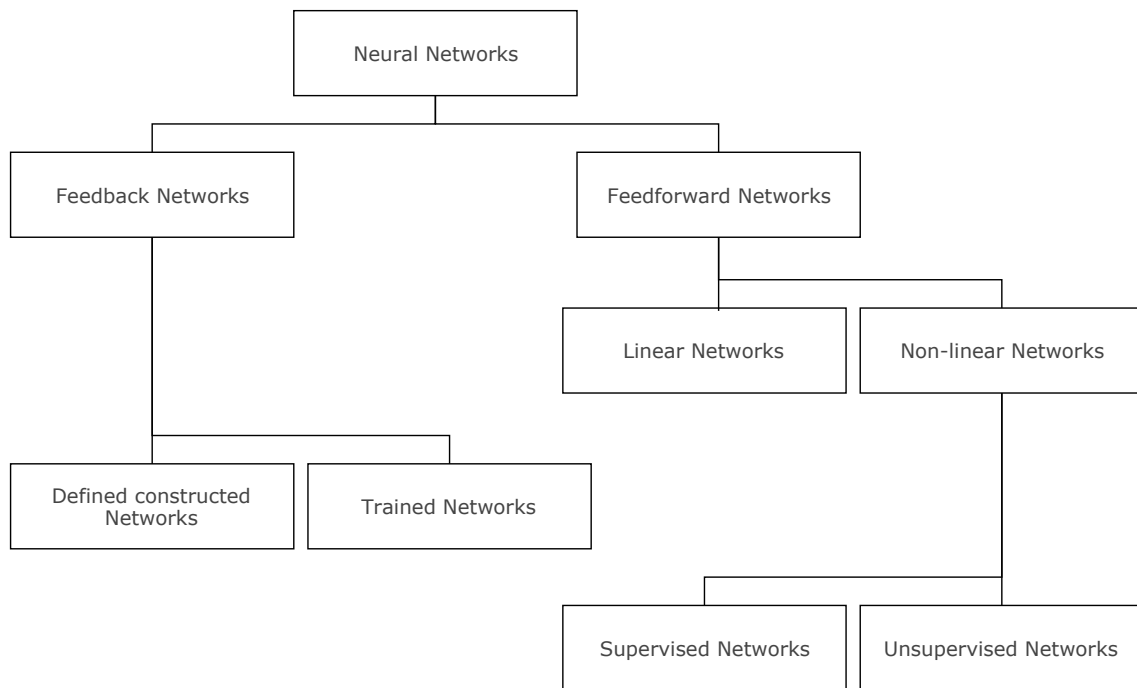 Neural Networks
Feedback Networks
Feedforward Networks
Linear Networks
Non-linear Networks
Defined constructed
Networks
Trained Networks
Supervised Networks
Unsupervised Networks